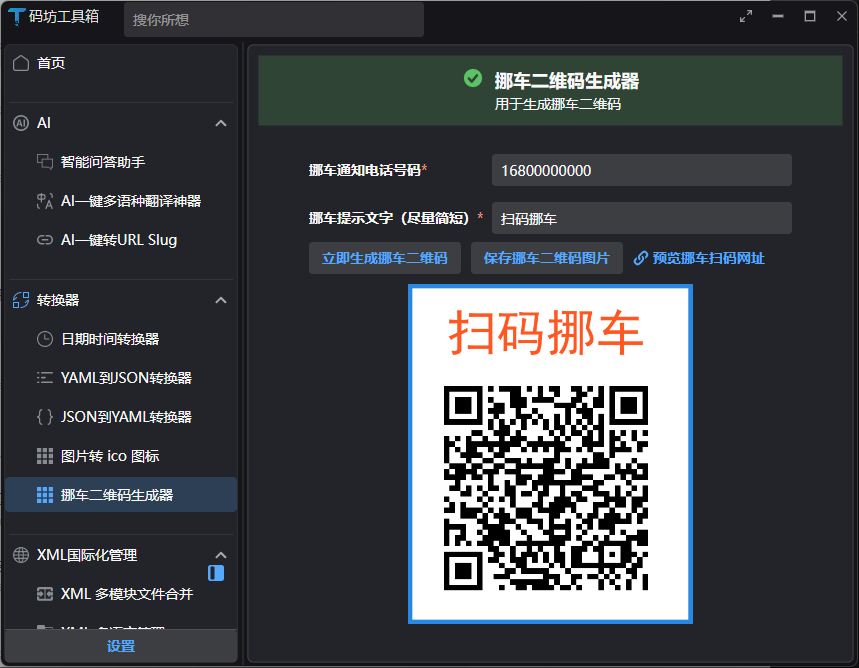 码坊工具箱
搜你所想
首页
AI
智能问答助手
AI一键多语种翻译神器
AI一键转URL Slug
转换器
日期时间转换器
YAML到JSON转换器
JSON到YAML转换器
图片转 ico 图标
挪车二维码生成器
XML国际化管理
XML 多模块文件合并
设置
挪车二维码生成器
用于生成挪车二维码
挪车通知电话号码*
16800000000
挪车提示文字（尽量简短）*
扫码挪车
立即生成挪车二维码
保存挪车二维码图片
预览挪车扫码网址
扫码挪车